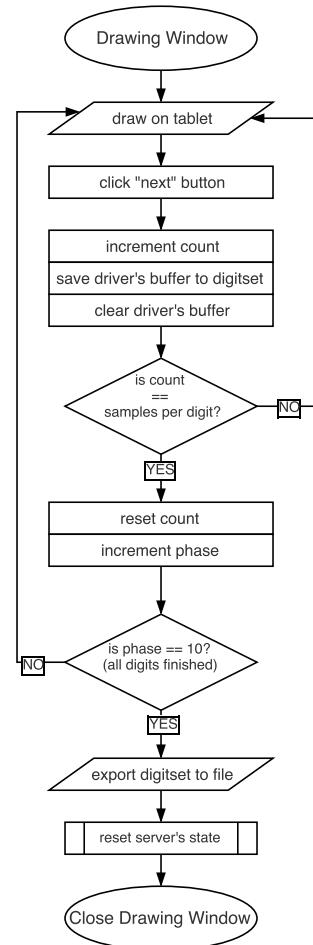 Drawing Window
draw on tablet
click "next" button
increment count
save driver's buffer to digitset
clear driver's buffer
is count
==
samples per digit?
NO
YES
reset count
increment phase
is phase == 10?
(all digits finished)
NO
YES
export digitset to file
reset server's state
Close Drawing Window